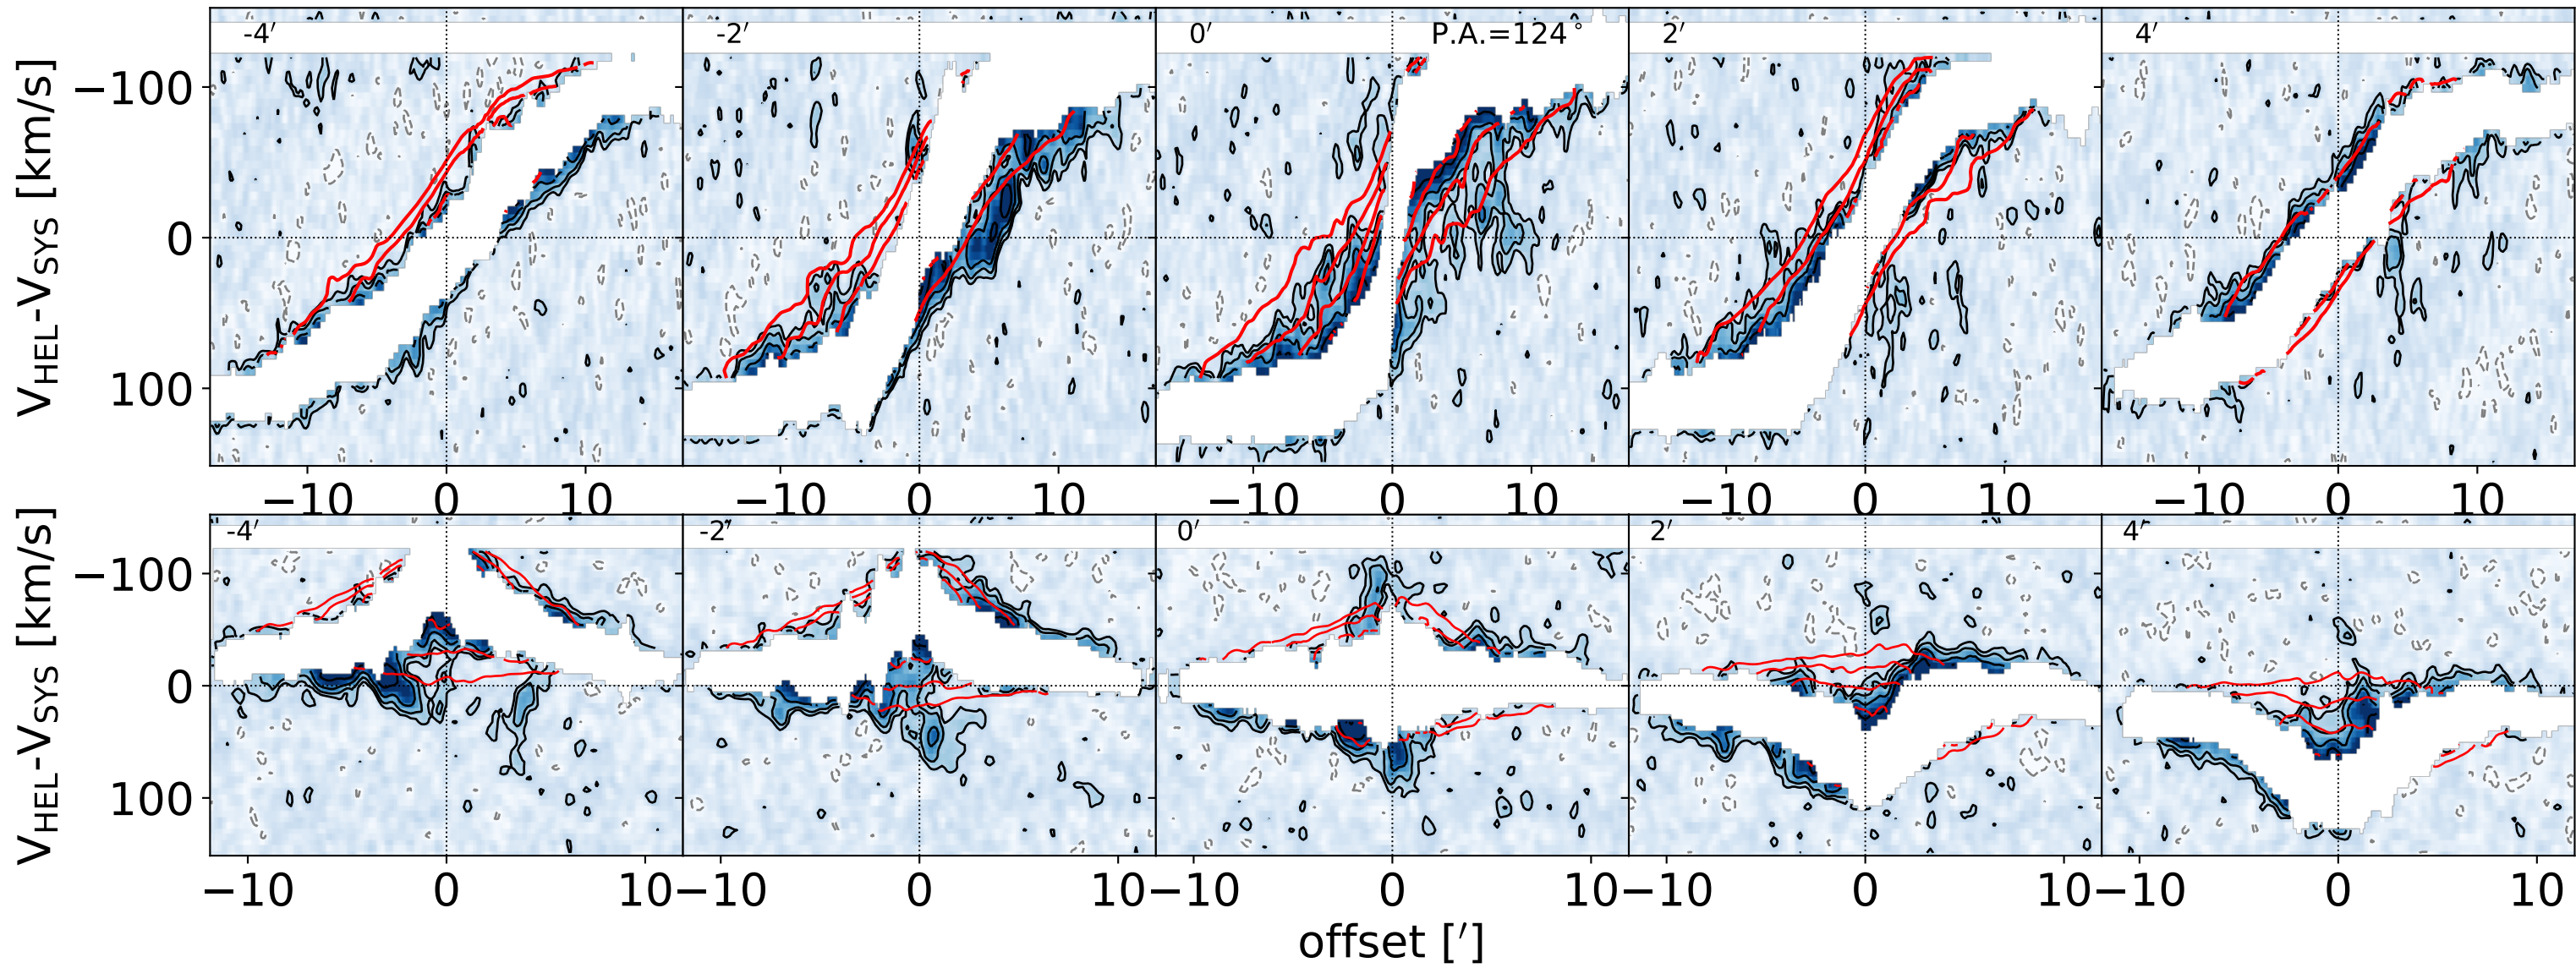 -4′ -2′ 0′ P.A.=124° 2′ 4′
V_HEL-V_SYS [km/s]
−100
0
100
−10 0 10 −10 0 10 −10 0 10 −10 0 10 −10 0 10
-4′ -2′ 0′ 2′ 4′
V_HEL-V_SYS [km/s]
−100
0
100
−10 0 10 −10 0 10 −10 0 10 −10 0 10 −10 0 10
offset [′]